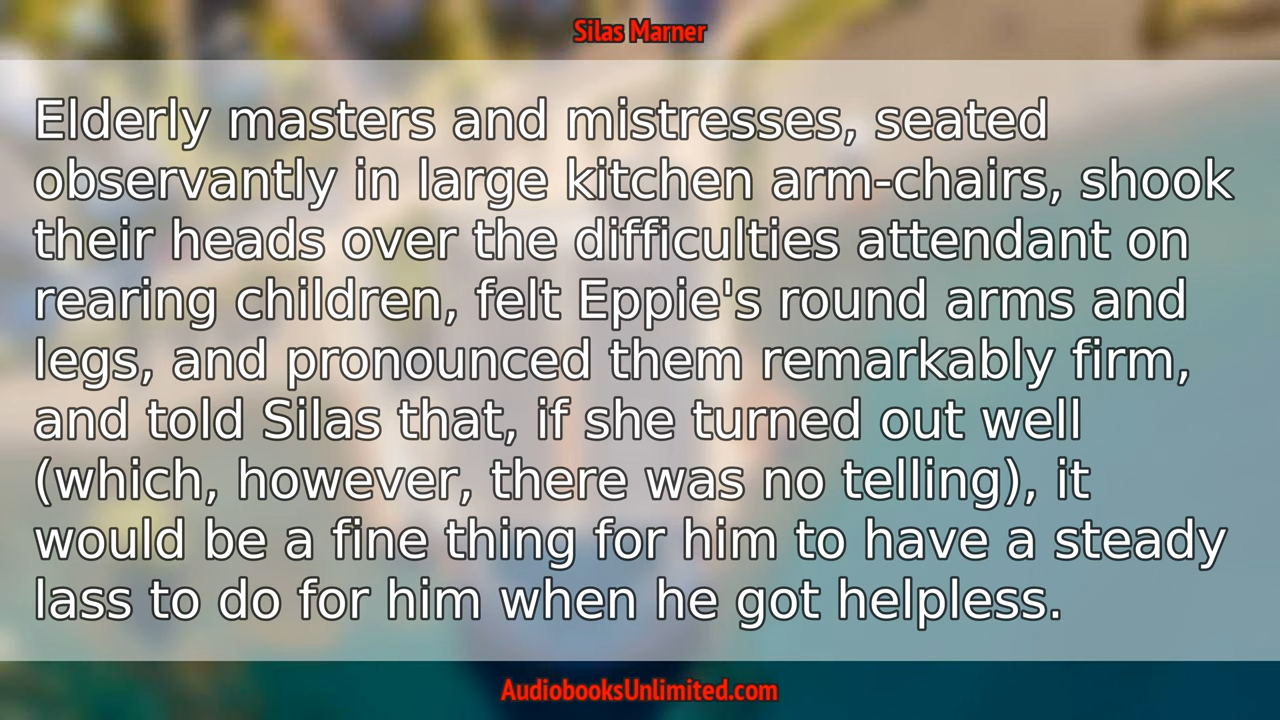 Silas Marner
Elderly masters and mistresses, seated
observantly in large kitchen arm-chairs, shook
their heads over the difficulties attendant on
rearing children, felt Eppie's round arms and
legs, and pronounced them remarkably firm,
and told Silas that, if she turned out well
(which, however, there was no telling), it
would be a fine thing for him to have a steady
lass to do for him when he got helpless.
AudiobooksUnlimited.com